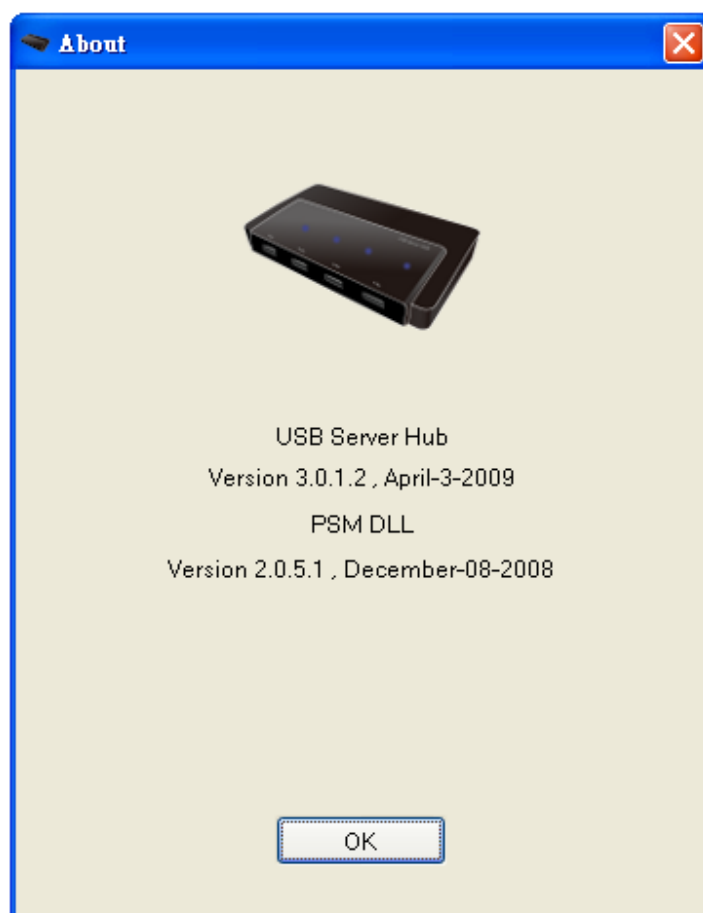 About
USB Server Hub
Version 3.0.1.2 , April-3-2009
PSM DLL
Version 2.0.5.1 , December-08-2008
OK